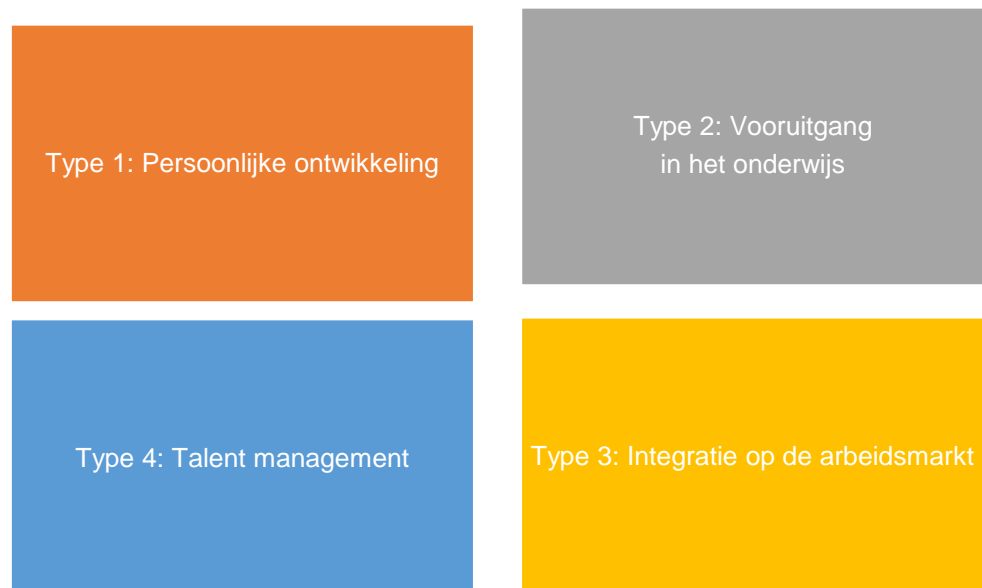 Type 1: Persoonlijke ontwikkeling
Type 2: Vooruitgang
in het onderwijs
Type 4: Talent management
Type 3: Integratie op de arbeidsmarkt